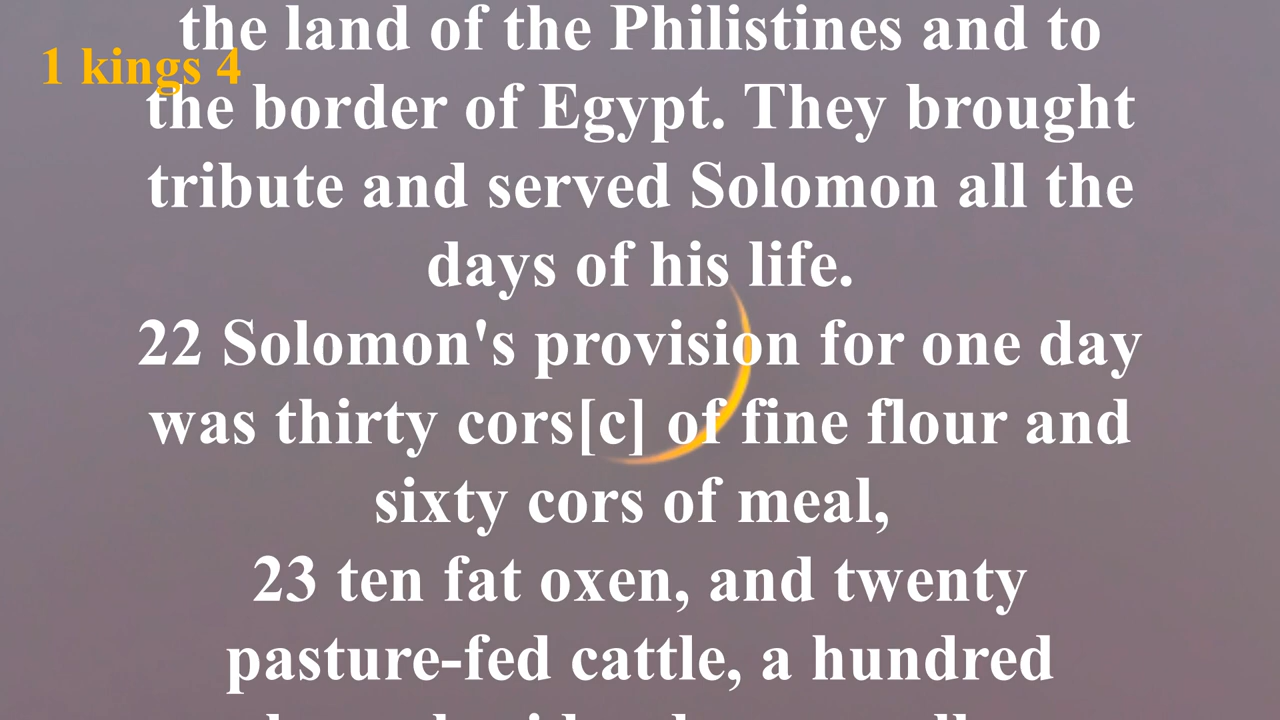 the land of the Philistines and to
1 kings 4
the border of Egypt. They brought
tribute and served Solomon all the
days of his life.
22 Solomon's provision for one day
was thirty cors[c] of fine flour and
sixty cors of meal,
23 ten fat oxen, and twenty
pasture-fed cattle, a hundred